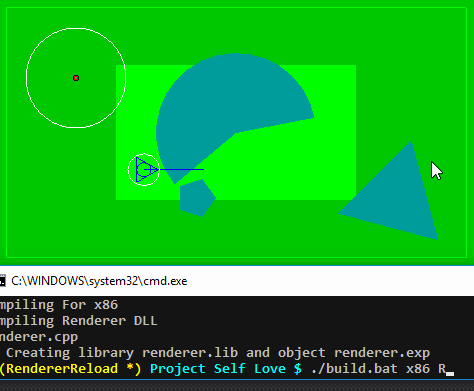 C:\WINDOWS\system32\cmd.exe
mpiling For x86
mpiling Renderer DLL
nderer.cpp
Creating library renderer.lib and object renderer.exp
(RendererReload *) Project Self Love $ ./build.bat x86 R